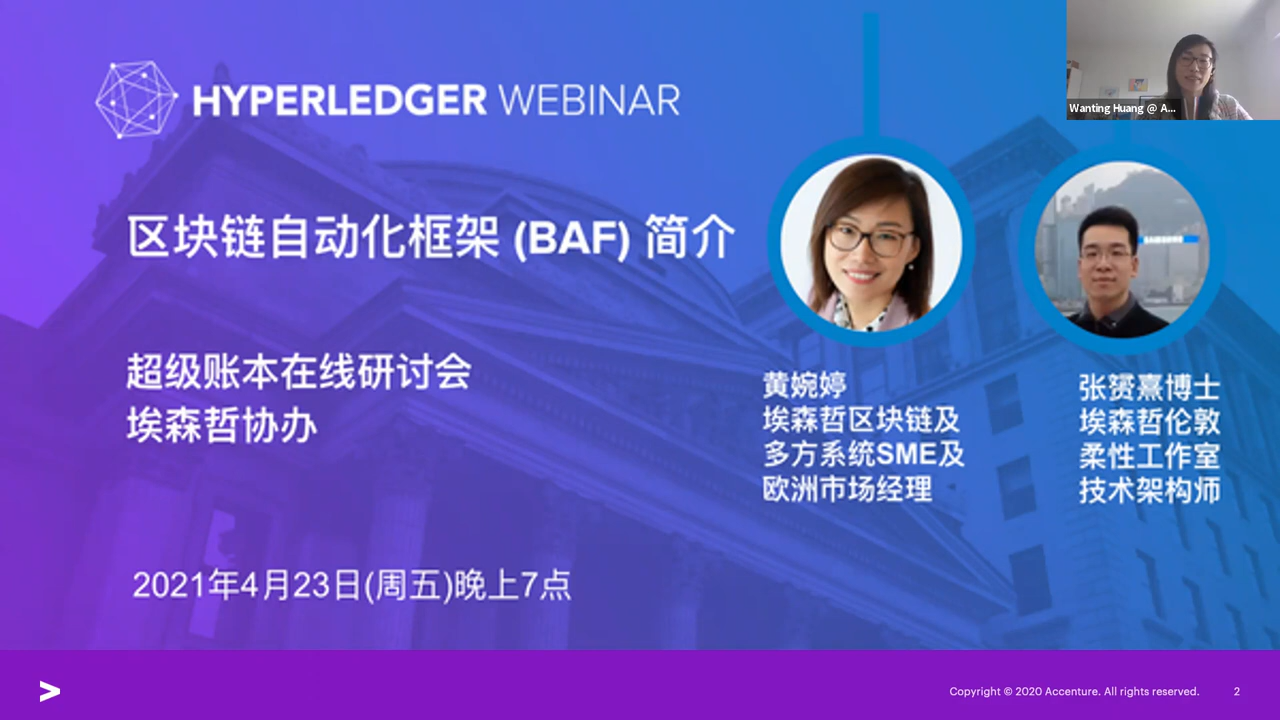 HYPERLEDGER WEBINAR
Wanting Huang @ A...
区块链自动化框架 (BAF) 简介
超级账本在线研讨会
埃森哲协办
黄婉婷
埃森哲区块链及
多方系统SME及
欧洲市场经理
张赟熹博士
埃森哲伦敦
柔性工作室
技术架构师
2021年4月23日(周五)晚上7点
Copyright © 2020 Accenture. All rights reserved.
2